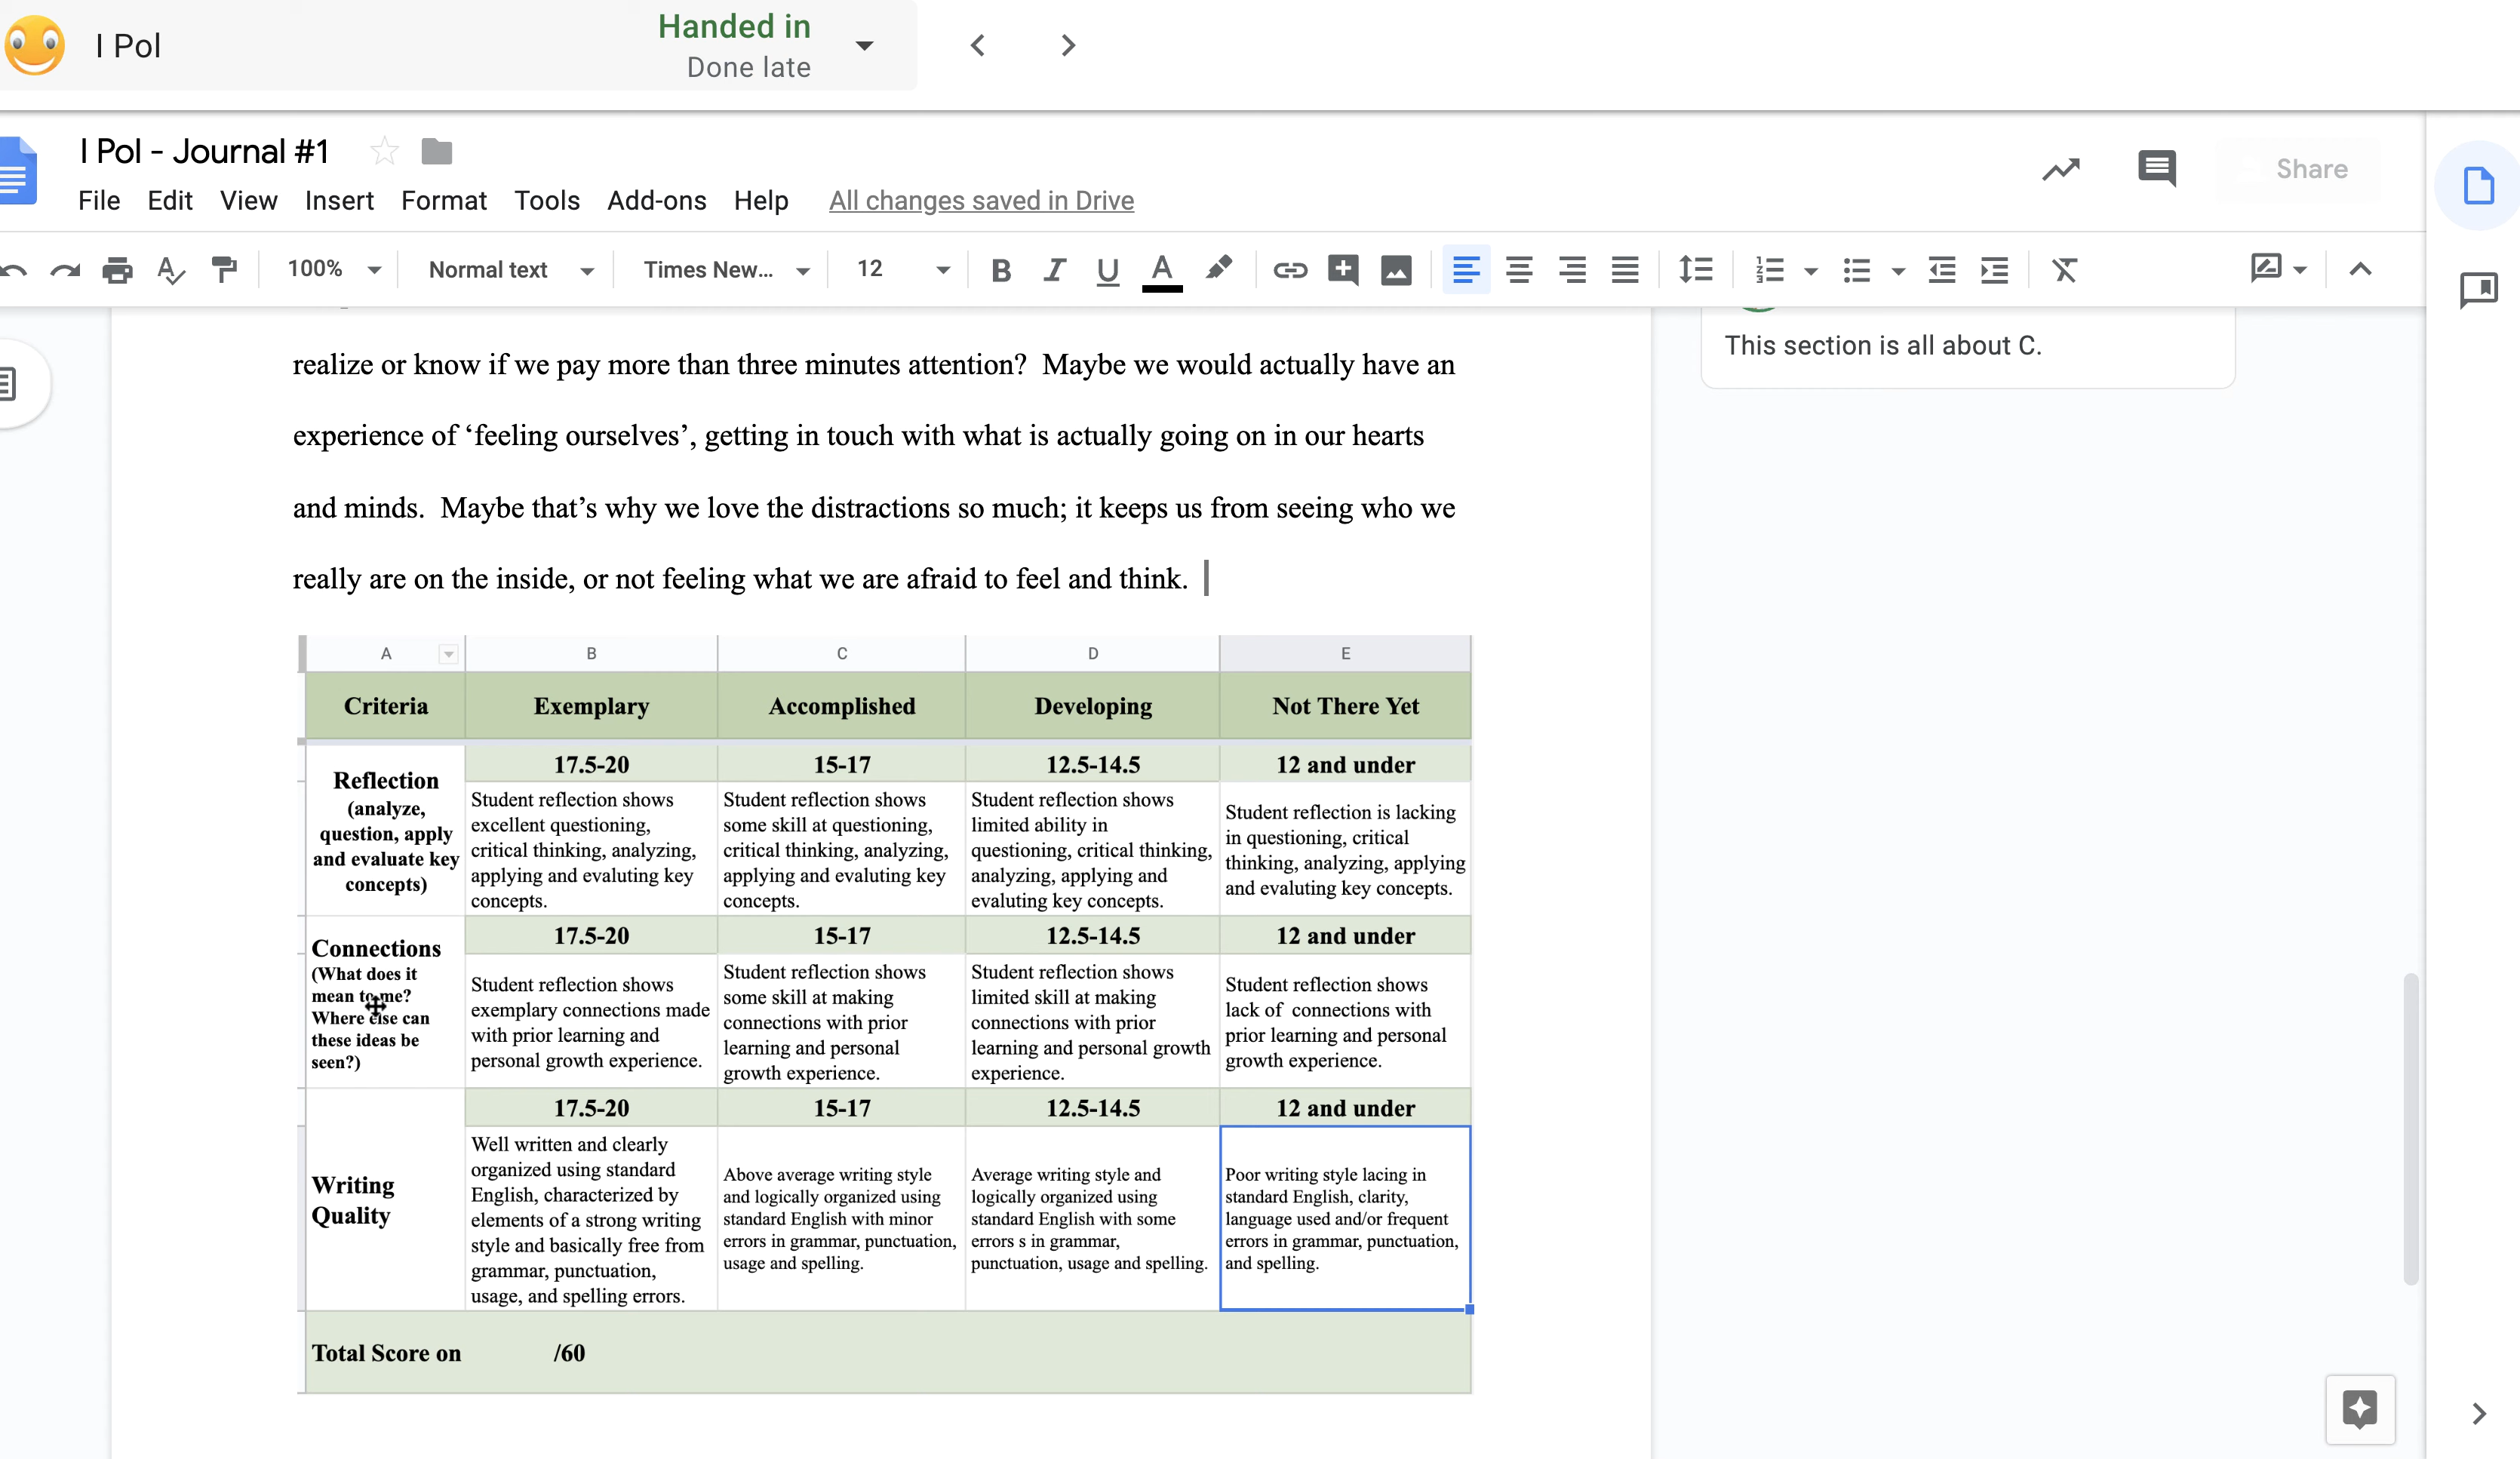 I Pol
Handed in
Done late
I Pol - Journal #1
File Edit View Insert Format Tools Add-ons Help All changes saved in Drive
Share
100% Normal text Times New... 12
realize or know if we pay more than three minutes attention?  Maybe we would actually have an
experience of ‘feeling ourselves’, getting in touch with what is actually going on in our hearts
and minds.  Maybe that’s why we love the distractions so much; it keeps us from seeing who we
really are on the inside, or not feeling what we are afraid to feel and think.
This section is all about C.
A B C D E
Criteria Exemplary Accomplished Developing Not There Yet
Reflection
(analyze,
question, apply
and evaluate key
concepts)
17.5-20
Student reflection shows
excellent questioning,
critical thinking, analyzing,
applying and evaluting key
concepts.
15-17
Student reflection shows
some skill at questioning,
critical thinking, analyzing,
applying and evaluting key
concepts.
12.5-14.5
Student reflection shows
limited ability in
questioning, critical thinking,
analyzing, applying and
evaluting key concepts.
12 and under
Student reflection is lacking
in questioning, critical
thinking, analyzing, applying
and evaluting key concepts.
Connections
(What does it
mean to me?
Where else can
these ideas be
seen?)
17.5-20
Student reflection shows
exemplary connections made
with prior learning and
personal growth experience.
15-17
Student reflection shows
some skill at making
connections with prior
learning and personal
growth experience.
12.5-14.5
Student reflection shows
limited skill at making
connections with prior
learning and personal growth
experience.
12 and under
Student reflection shows
lack of  connections with
prior learning and personal
growth experience.
Writing
Quality
17.5-20
Well written and clearly
organized using standard
English, characterized by
elements of a strong writing
style and basically free from
grammar, punctuation,
usage, and spelling errors.
15-17
Above average writing style
and logically organized using
standard English with minor
errors in grammar, punctuation,
usage and spelling.
12.5-14.5
Average writing style and
logically organized using
standard English with some
errors s in grammar,
punctuation, usage and spelling.
12 and under
Poor writing style lacing in
standard English, clarity,
language used and/or frequent
errors in grammar, punctuation,
and spelling.
Total Score on /60